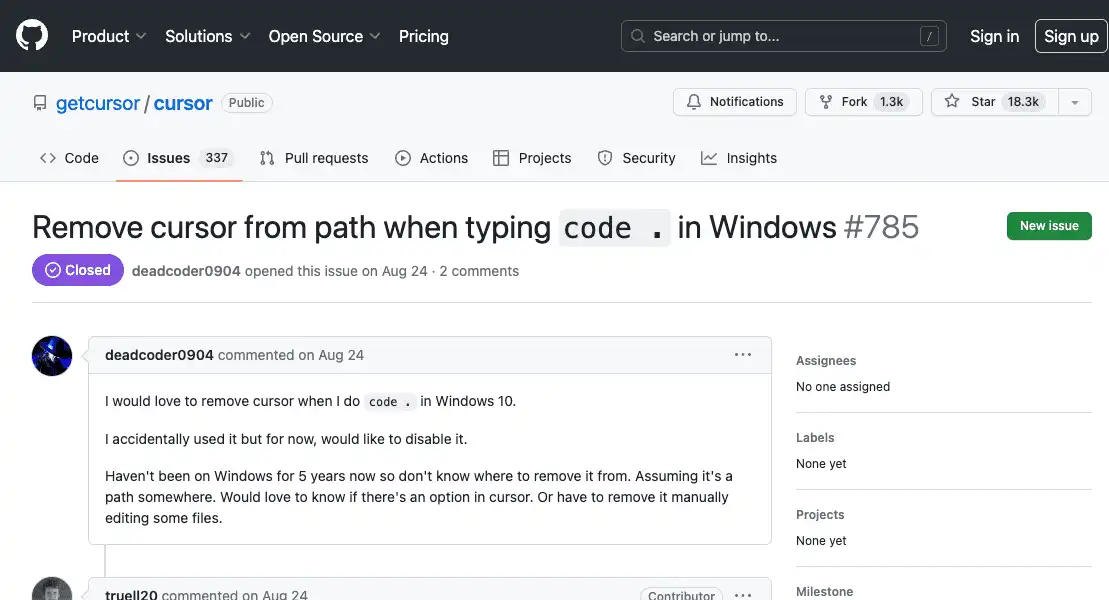 Product Solutions Open Source Pricing Search or jump to... / Sign in Sign up
getcursor / cursor Public Notifications Fork 1.3k Star 18.3k
Code Issues 337 Pull requests Actions Projects Security Insights
Remove cursor from path when typing code . in Windows #785 New issue
Closed deadcoder0904 opened this issue on Aug 24 · 2 comments
deadcoder0904 commented on Aug 24 ···
I would love to remove cursor when I do code . in Windows 10.
I accidentally used it but for now, would like to disable it.
Haven't been on Windows for 5 years now so don't know where to remove it from. Assuming it's a
path somewhere. Would love to know if there's an option in cursor. Or have to remove it manually
editing some files.
truell20 commented on Aug 24 Contributor ···
Assignees
No one assigned
Labels
None yet
Projects
None yet
Milestone